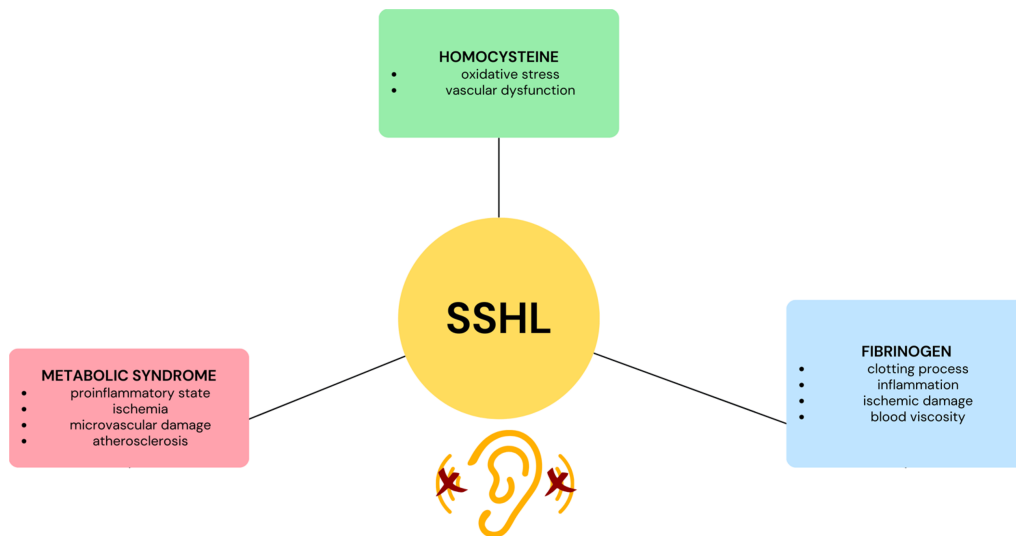 HOMOCYSTEINE
• oxidative stress
• vascular dysfunction
SSHL
METABOLIC SYNDROME
• proinflammatory state
• ischemia
• microvascular damage
• atherosclerosis
FIBRINOGEN
• clotting process
• inflammation
• ischemic damage
• blood viscosity